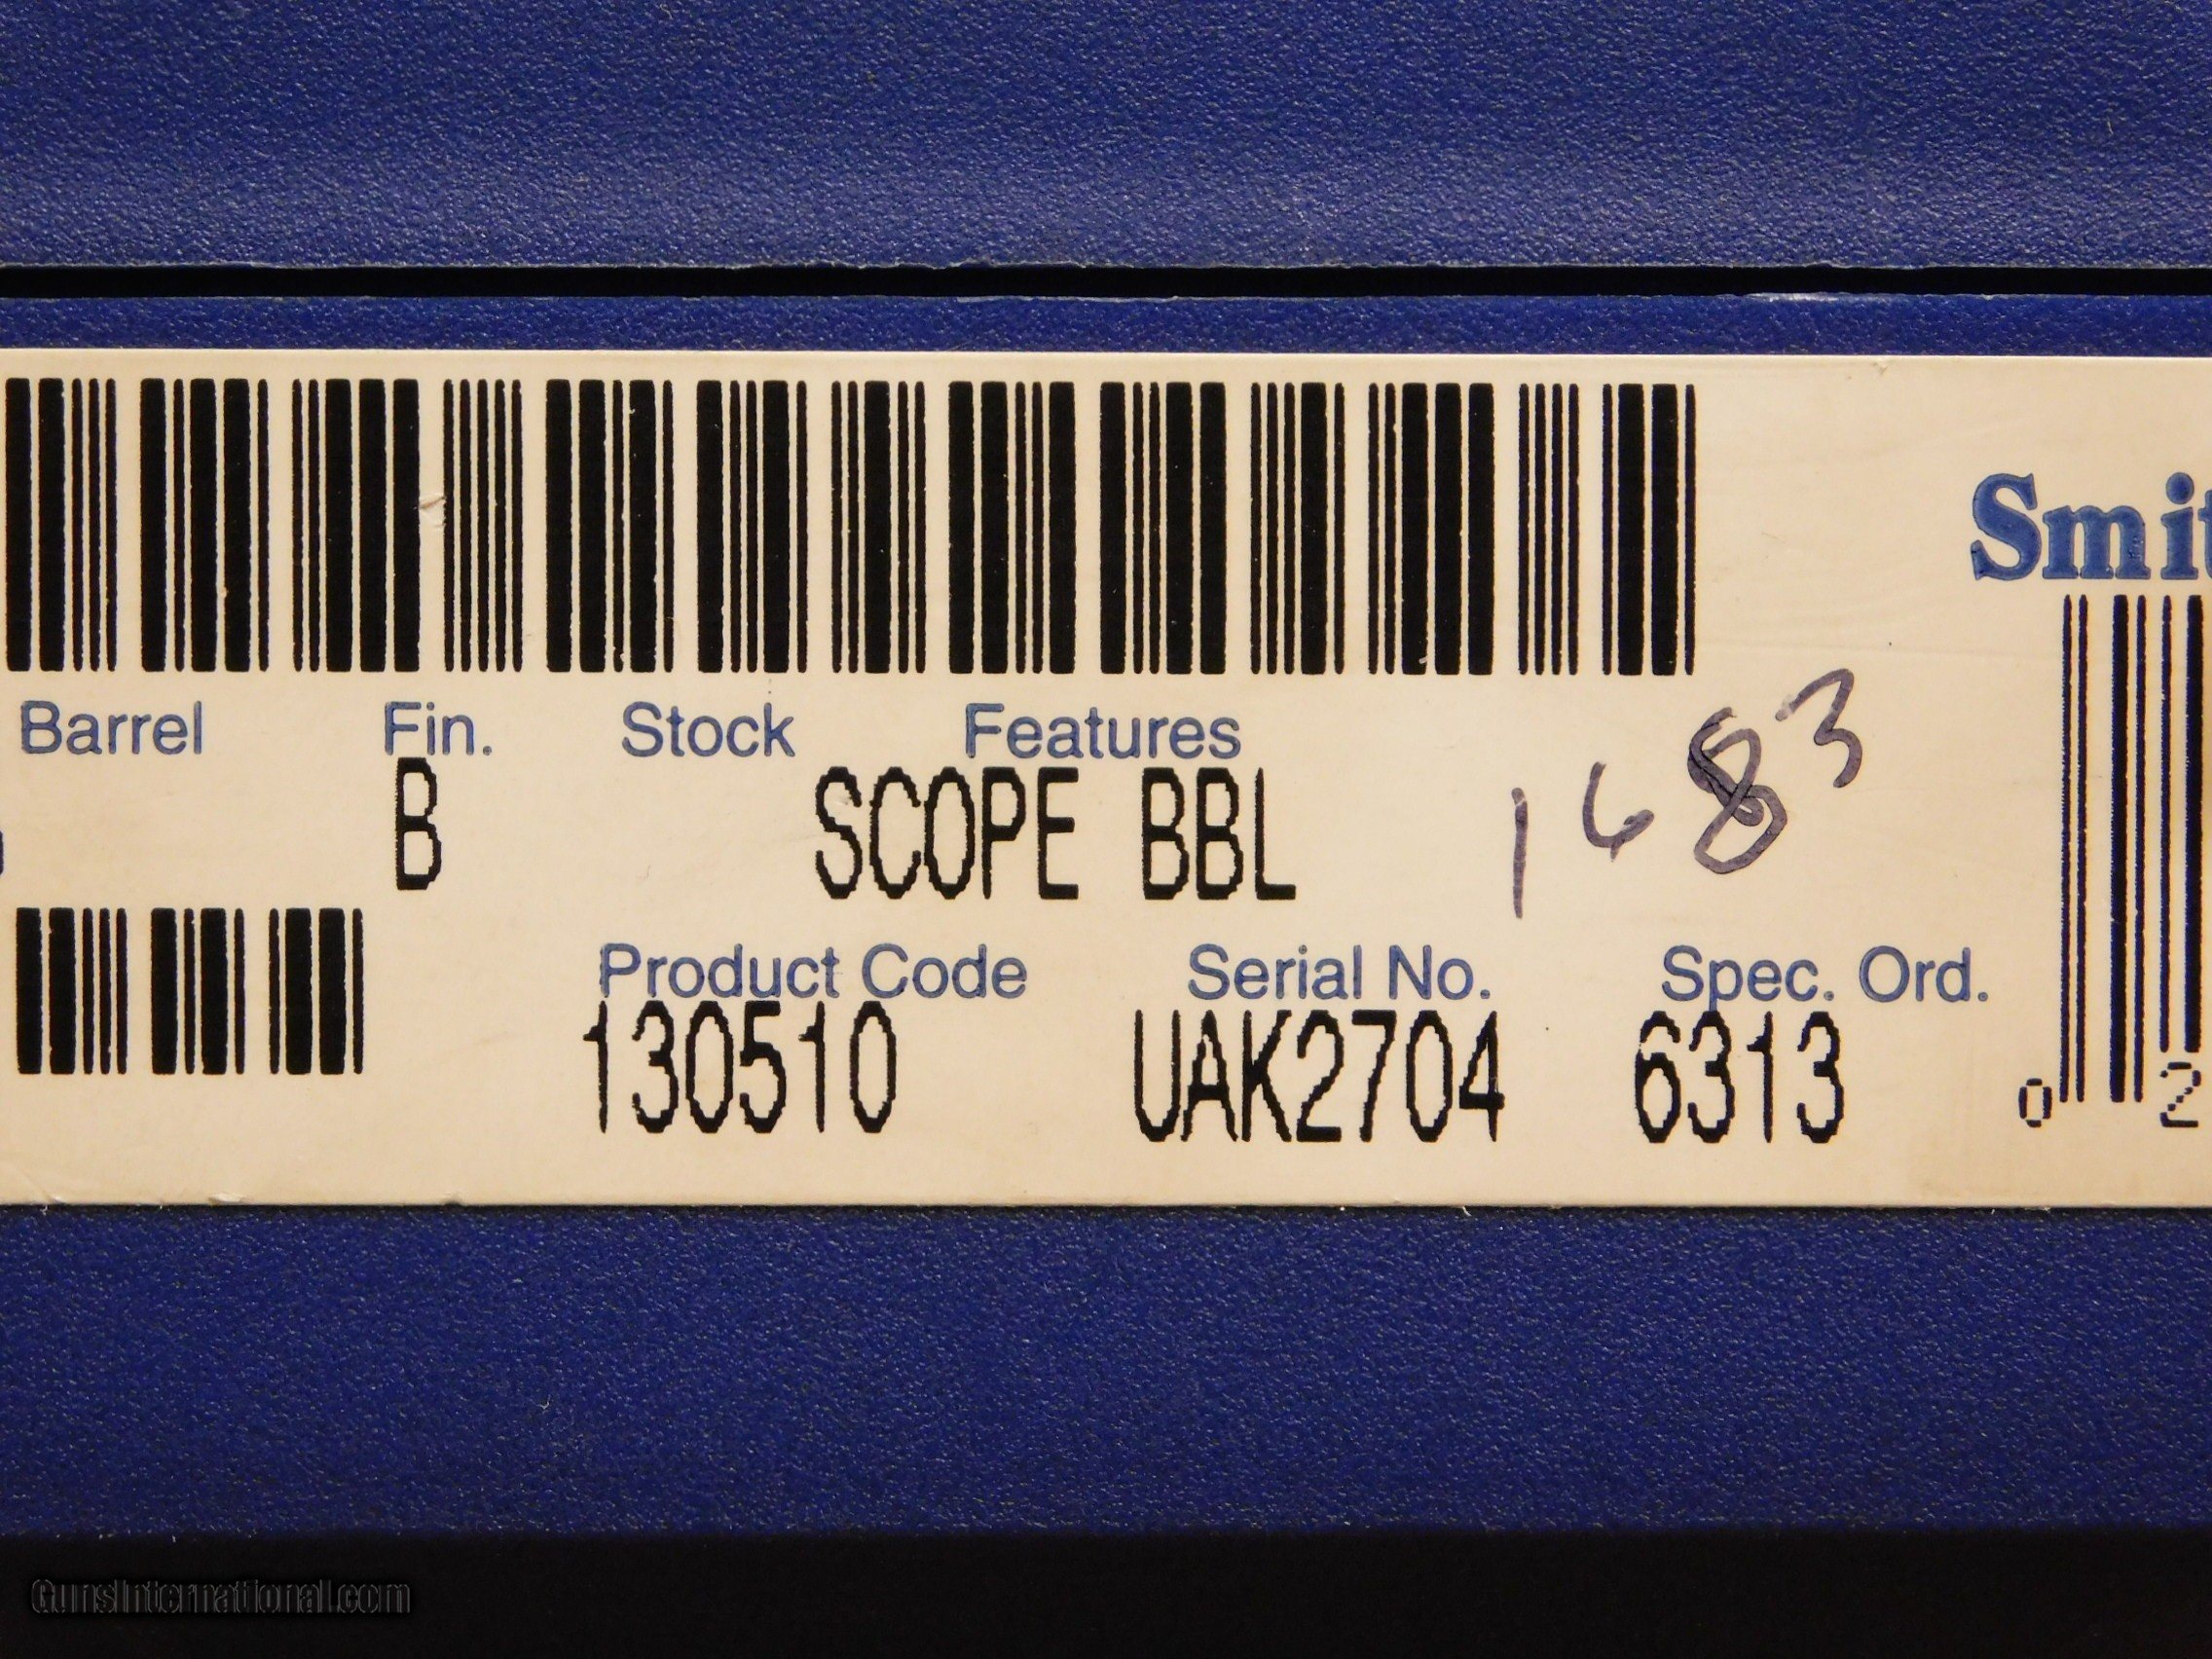 Smit
Barrel Fin. Stock Features
B SCOPE BBL
1683
Product Code Serial No. Spec. Ord.
130510 UAK2704 6313
0 2
GunsInternational.com